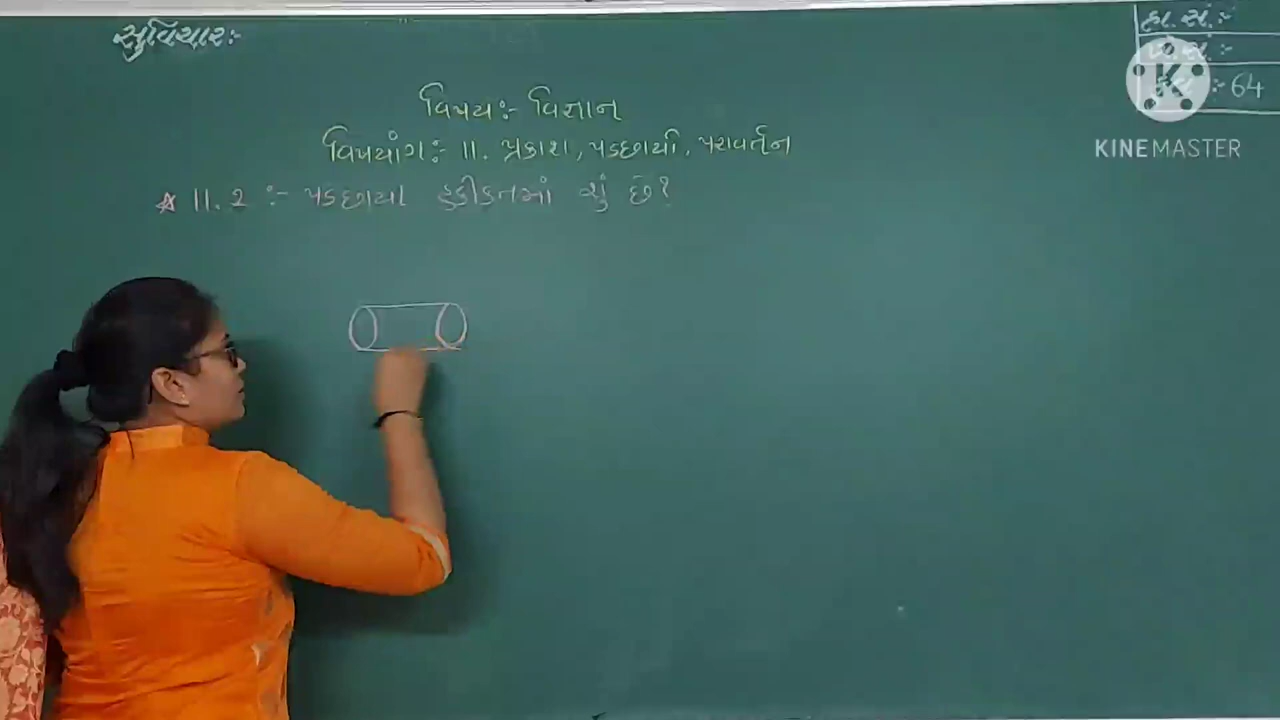 સુવિચારઃ-
વિષયઃ- વિજ્ઞાન
વિષયાંગઃ- 11. પ્રકાશ, પડછાયો, પરાવર્તન
* 11.2 :- પડછાયા હકીકતમાં શું છે?
હા.સં.:-
સં :-
:- 64
KINEMASTER